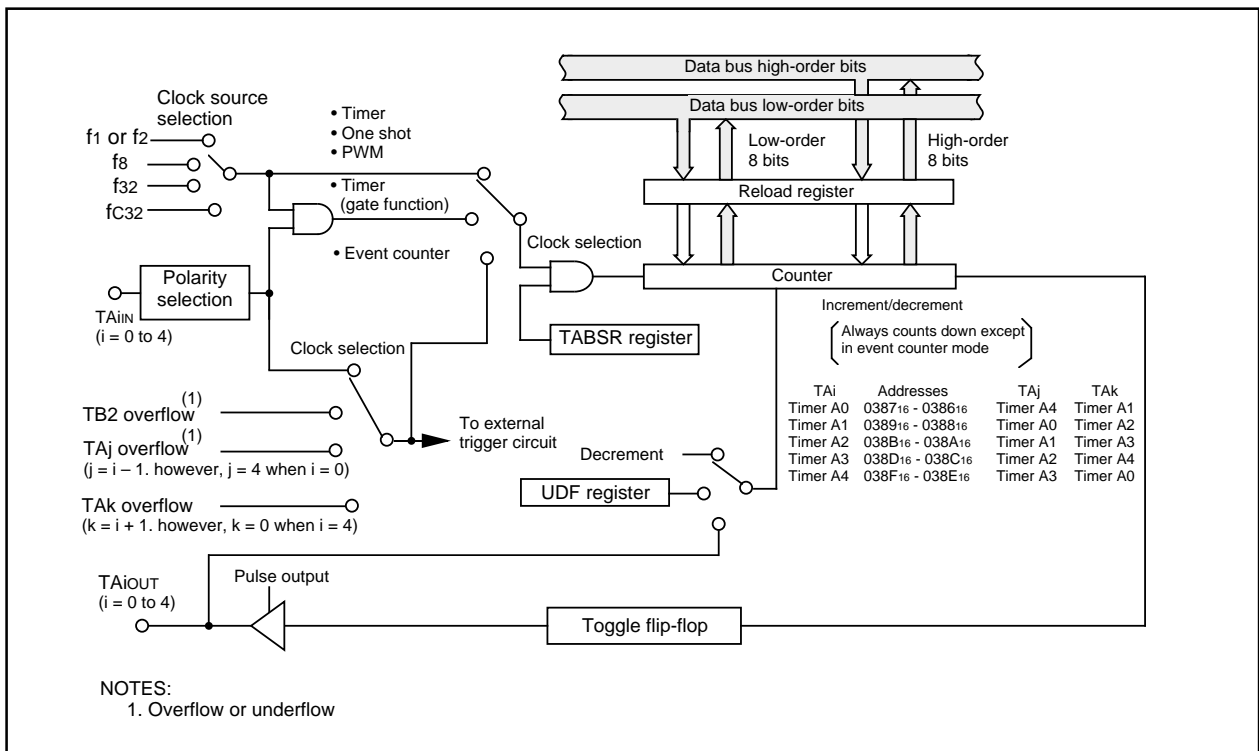 Data bus high-order bits
Data bus low-order bits
Clock source
selection
f1 or f2
f8
f32
fC32
• Timer
• One shot
• PWM
• Timer
(gate function)
• Event counter
Low-order
8 bits
High-order
8 bits
Reload register
Clock selection
Counter
Polarity
selection
TAiIN
(i = 0 to 4)
TABSR register
Increment/decrement
Always counts down except
in event counter mode
Clock selection
TB2 overflow(1)
TAj overflow(1)
(j = i – 1. however, j = 4 when i = 0)
TAk overflow
(k = i + 1. however, k = 0 when i = 4)
To external
trigger circuit
Decrement
UDF register
TAi Addresses TAj TAk
Timer A0 038716 - 038616 Timer A4 Timer A1
Timer A1 038916 - 038816 Timer A0 Timer A2
Timer A2 038B16 - 038A16 Timer A1 Timer A3
Timer A3 038D16 - 038C16 Timer A2 Timer A4
Timer A4 038F16 - 038E16 Timer A3 Timer A0
TAiOUT
(i = 0 to 4)
Pulse output
Toggle flip-flop
NOTES:
1. Overflow or underflow